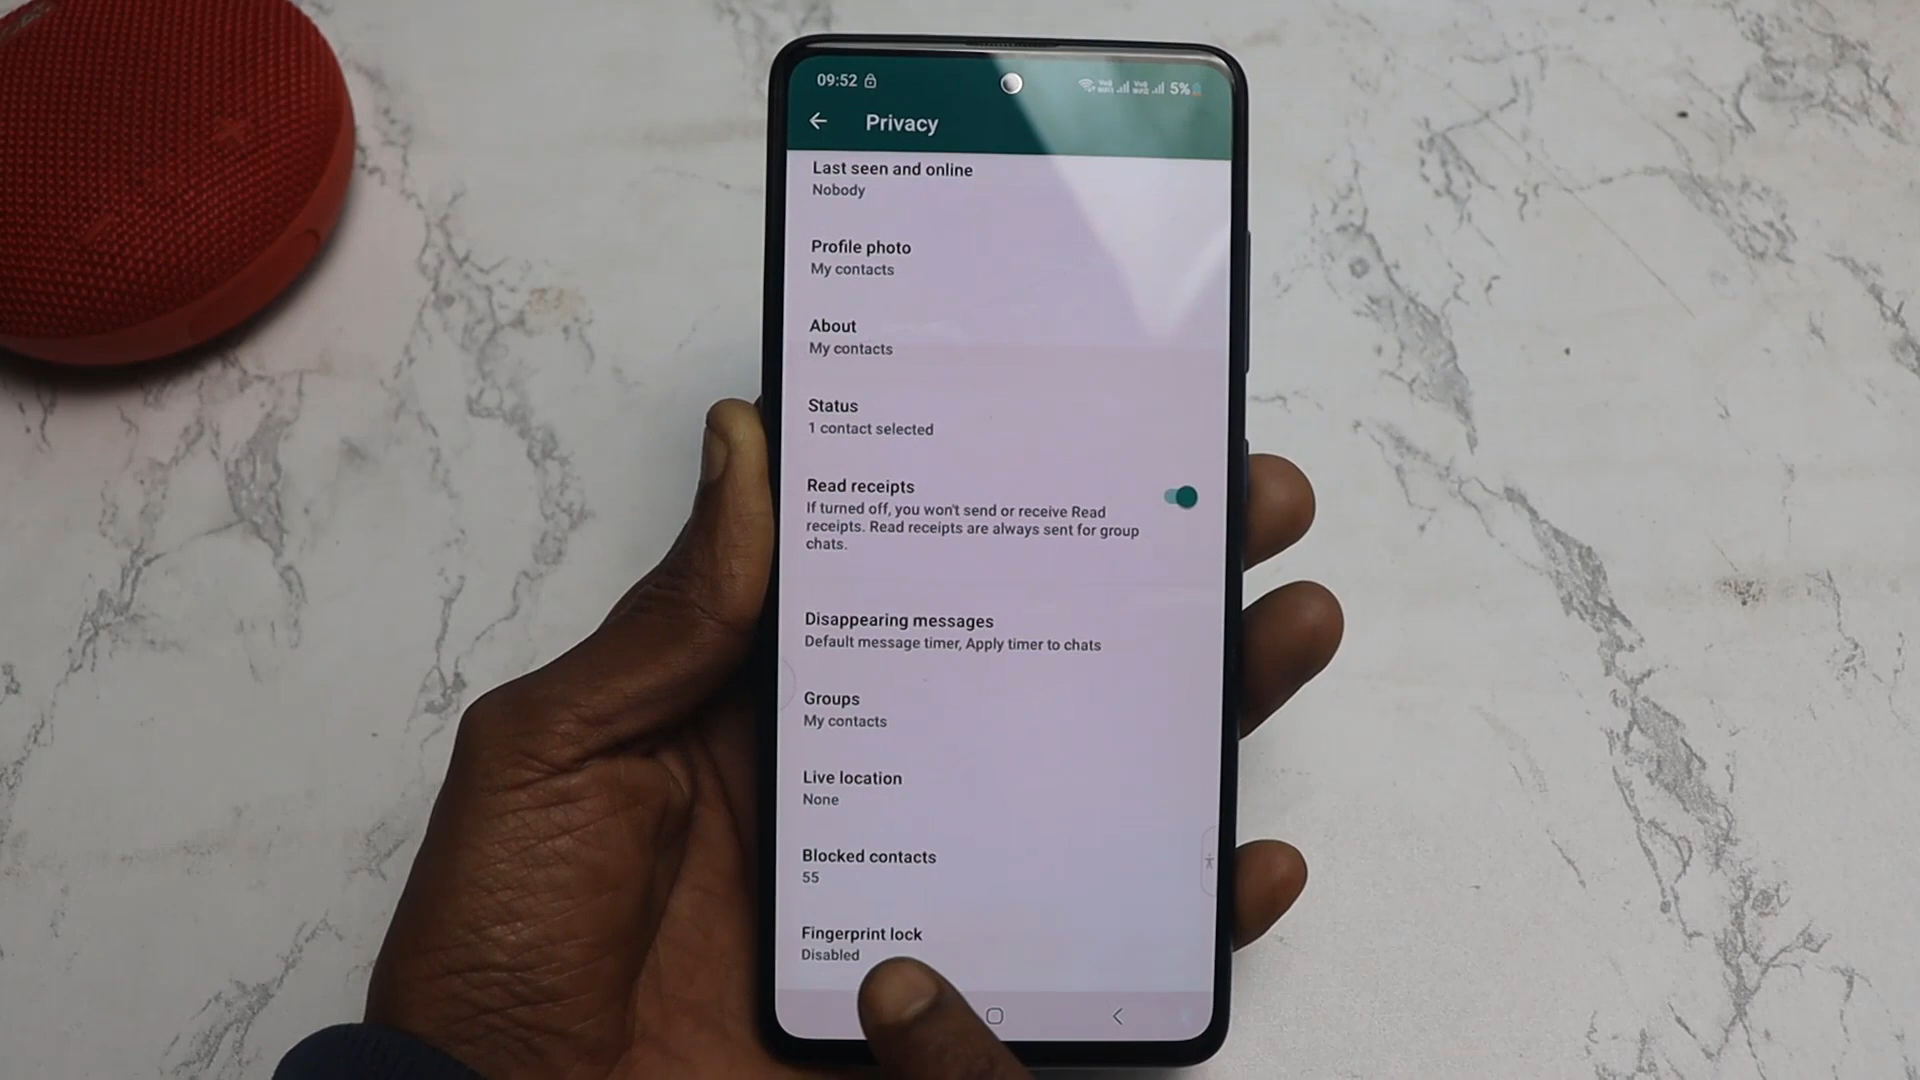 09:52
5%
Privacy
Last seen and online
Nobody
Profile photo
My contacts
About
My contacts
Status
1 contact selected
Read receipts
If turned off, you won't send or receive Read
receipts. Read receipts are always sent for group
chats.
Disappearing messages
Default message timer, Apply timer to chats
Groups
My contacts
Live location
None
Blocked contacts
55
Fingerprint lock
Disabled